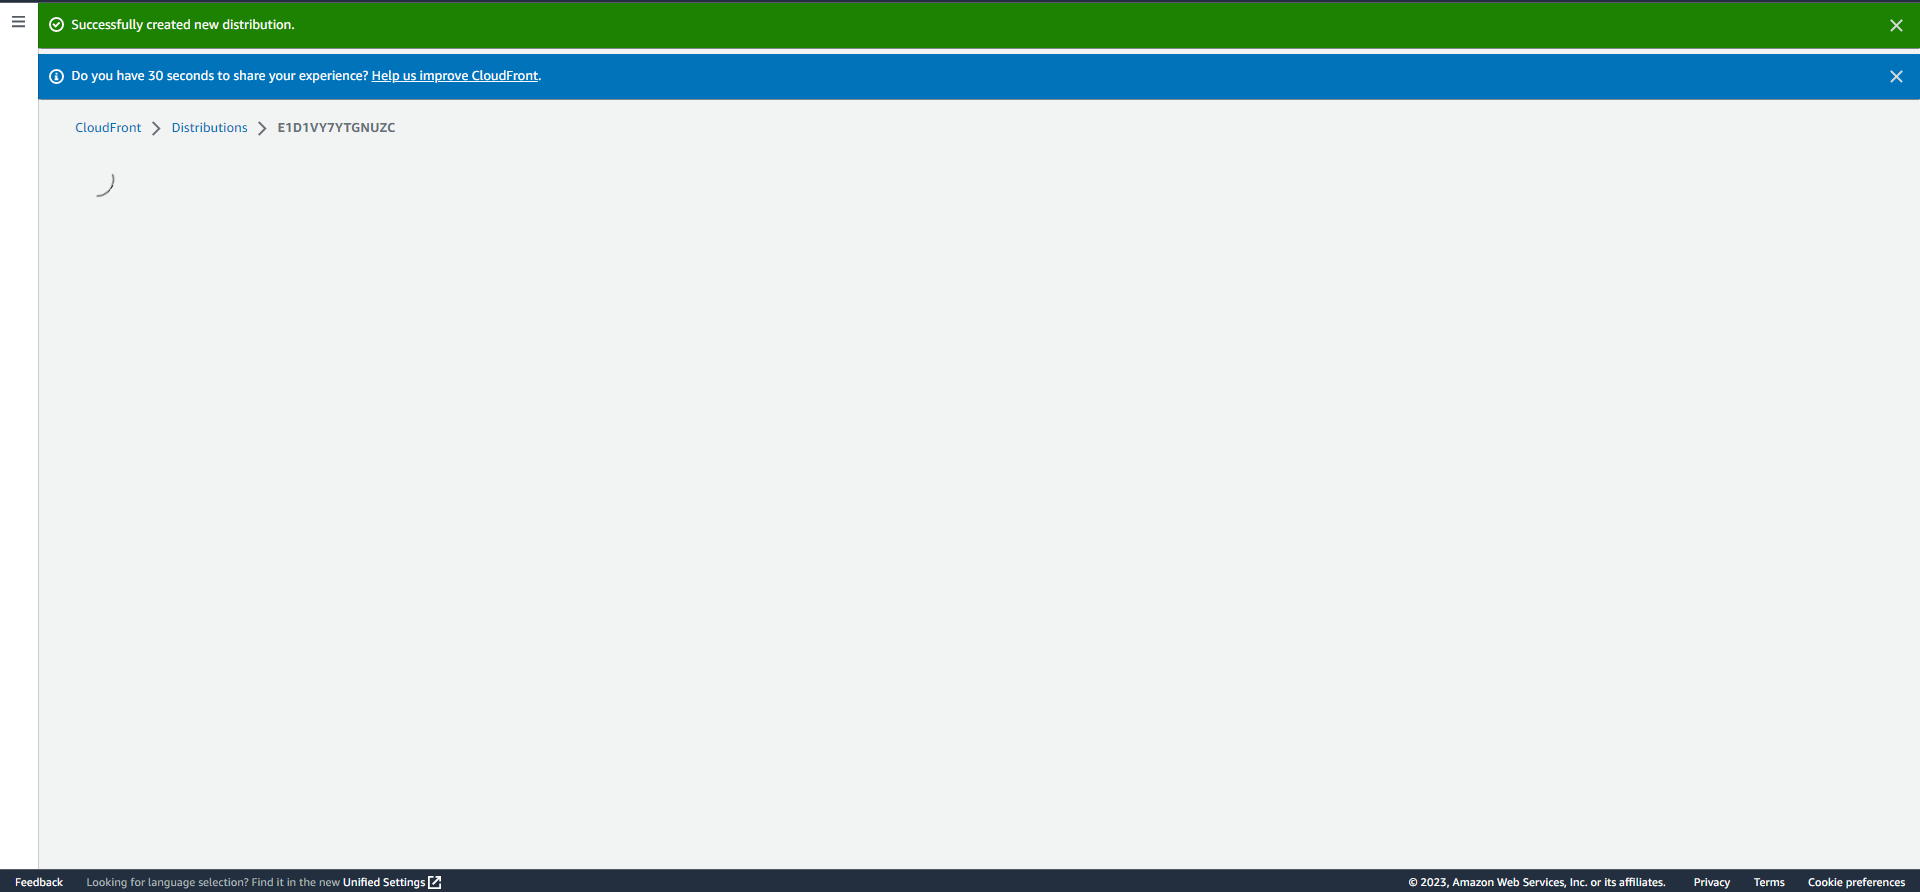 Successfully created new distribution.
Do you have 30 seconds to share your experience? Help us improve CloudFront.
CloudFront Distributions E1D1VY7YTGNUZC
Feedback Looking for language selection? Find it in the new Unified Settings © 2023, Amazon Web Services, Inc. or its affiliates. Privacy Terms Cookie preferences